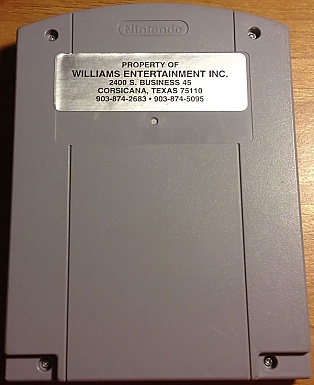 Nintendo
PROPERTY OF
WILLIAMS ENTERTAINMENT INC.
2400 S. BUSINESS 45
CORSICANA, TEXAS 75110
903-874-2683 • 903-874-5095